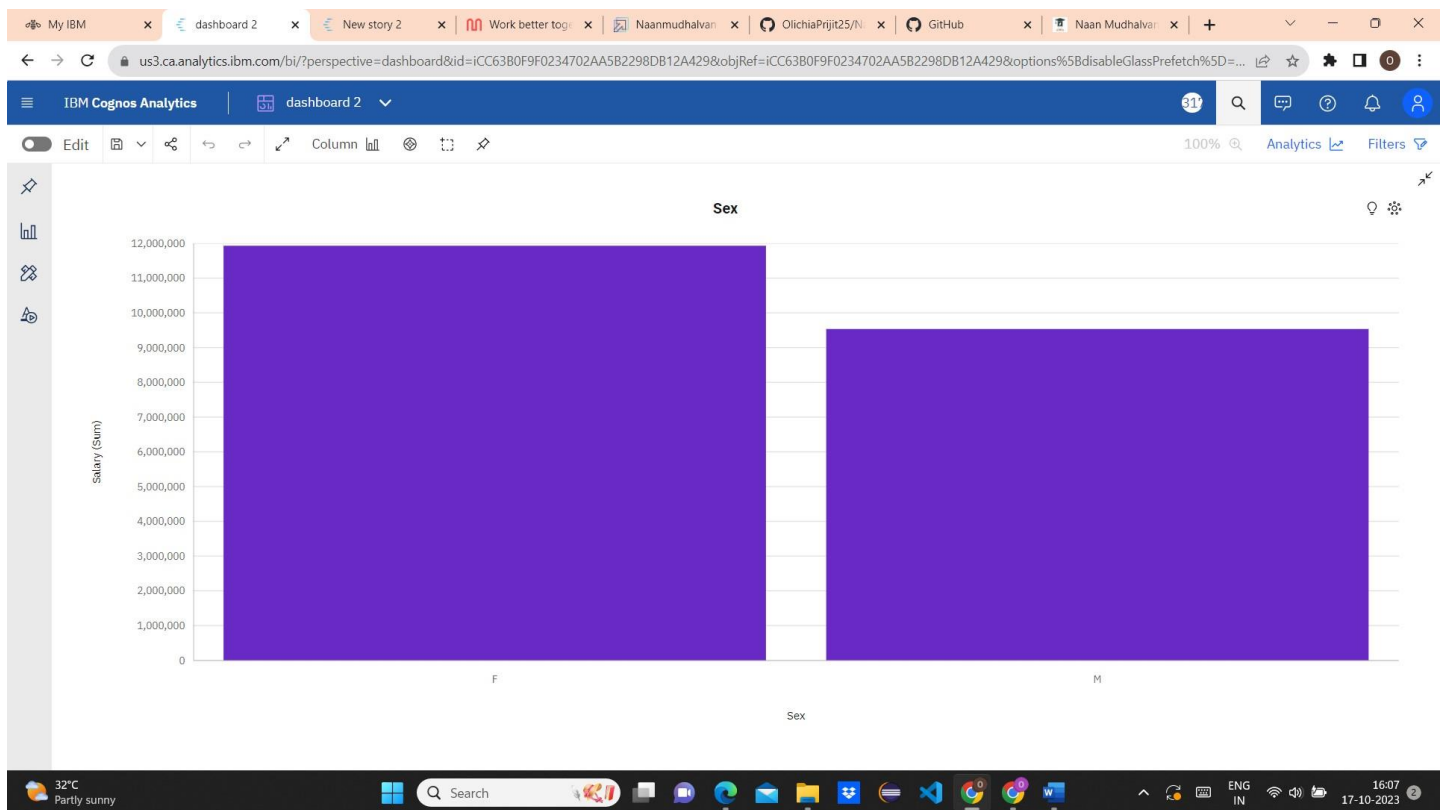 My IBM
dashboard 2
New story 2
Work better tog
Naanmudhalvan
OlichiaPrijit25/N
GitHub
Naan Mudhalvan
us3.ca.analytics.ibm.com/bi/?perspective=dashboard&id=iCC63B0F9F0234702AA5B2298DB12A429&objRef=iCC63B0F9F0234702AA5B2298DB12A429&options%5BdisableGlassPrefetch%5D=...
O
IBM Cognos Analytics
dashboard 2
31'
Edit
Column
100%
Analytics
Filters
Sex
12,000,000
11,000,000
10,000,000
9,000,000
8,000,000
7,000,000
6,000,000
5,000,000
4,000,000
3,000,000
2,000,000
1,000,000
0
Salary (Sum)
F
M
Sex
32°C
Partly sunny
Search
ENG
IN
16:07
17-10-2023
2